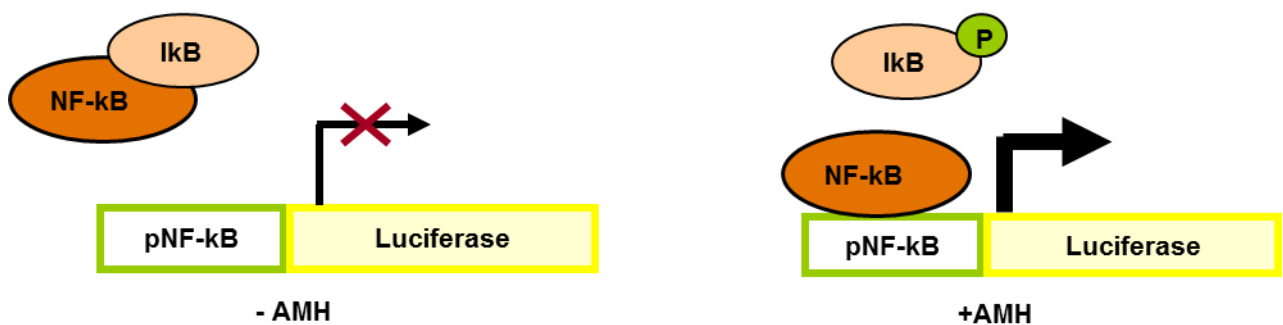 IkB
NF-kB
pNF-kB
Luciferase
- AMH
P
IkB
NF-kB
pNF-kB
Luciferase
+AMH